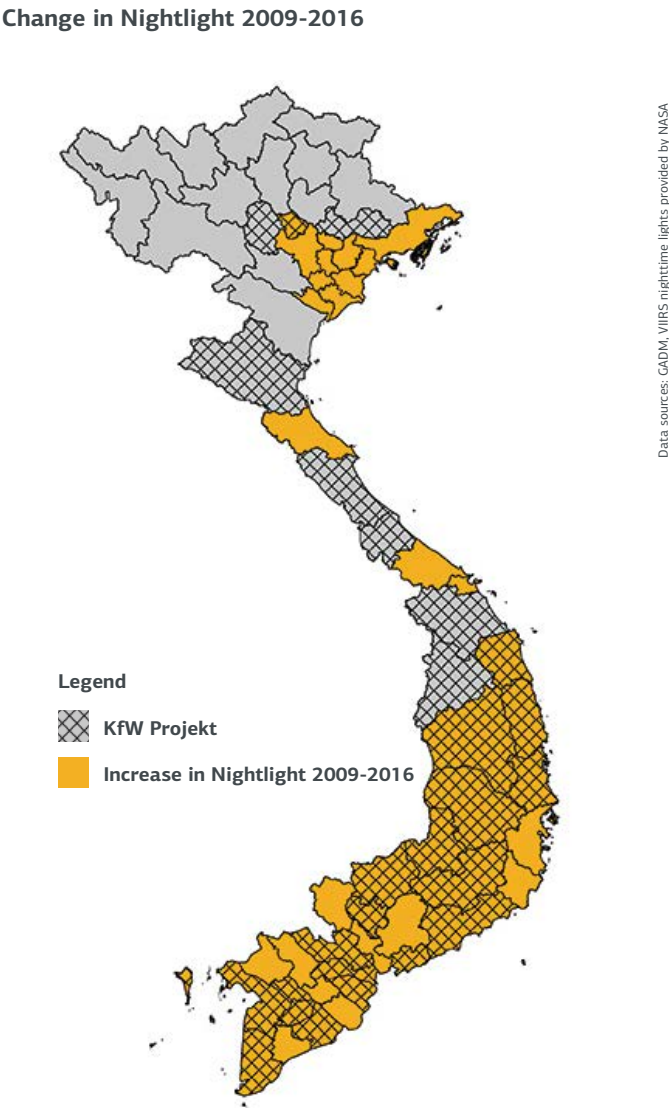 Change in Nightlight 2009-2016
Data sources: GADM, VIIRS nighttime lights provided by NASA
Legend
KfW Projekt
Increase in Nightlight 2009-2016